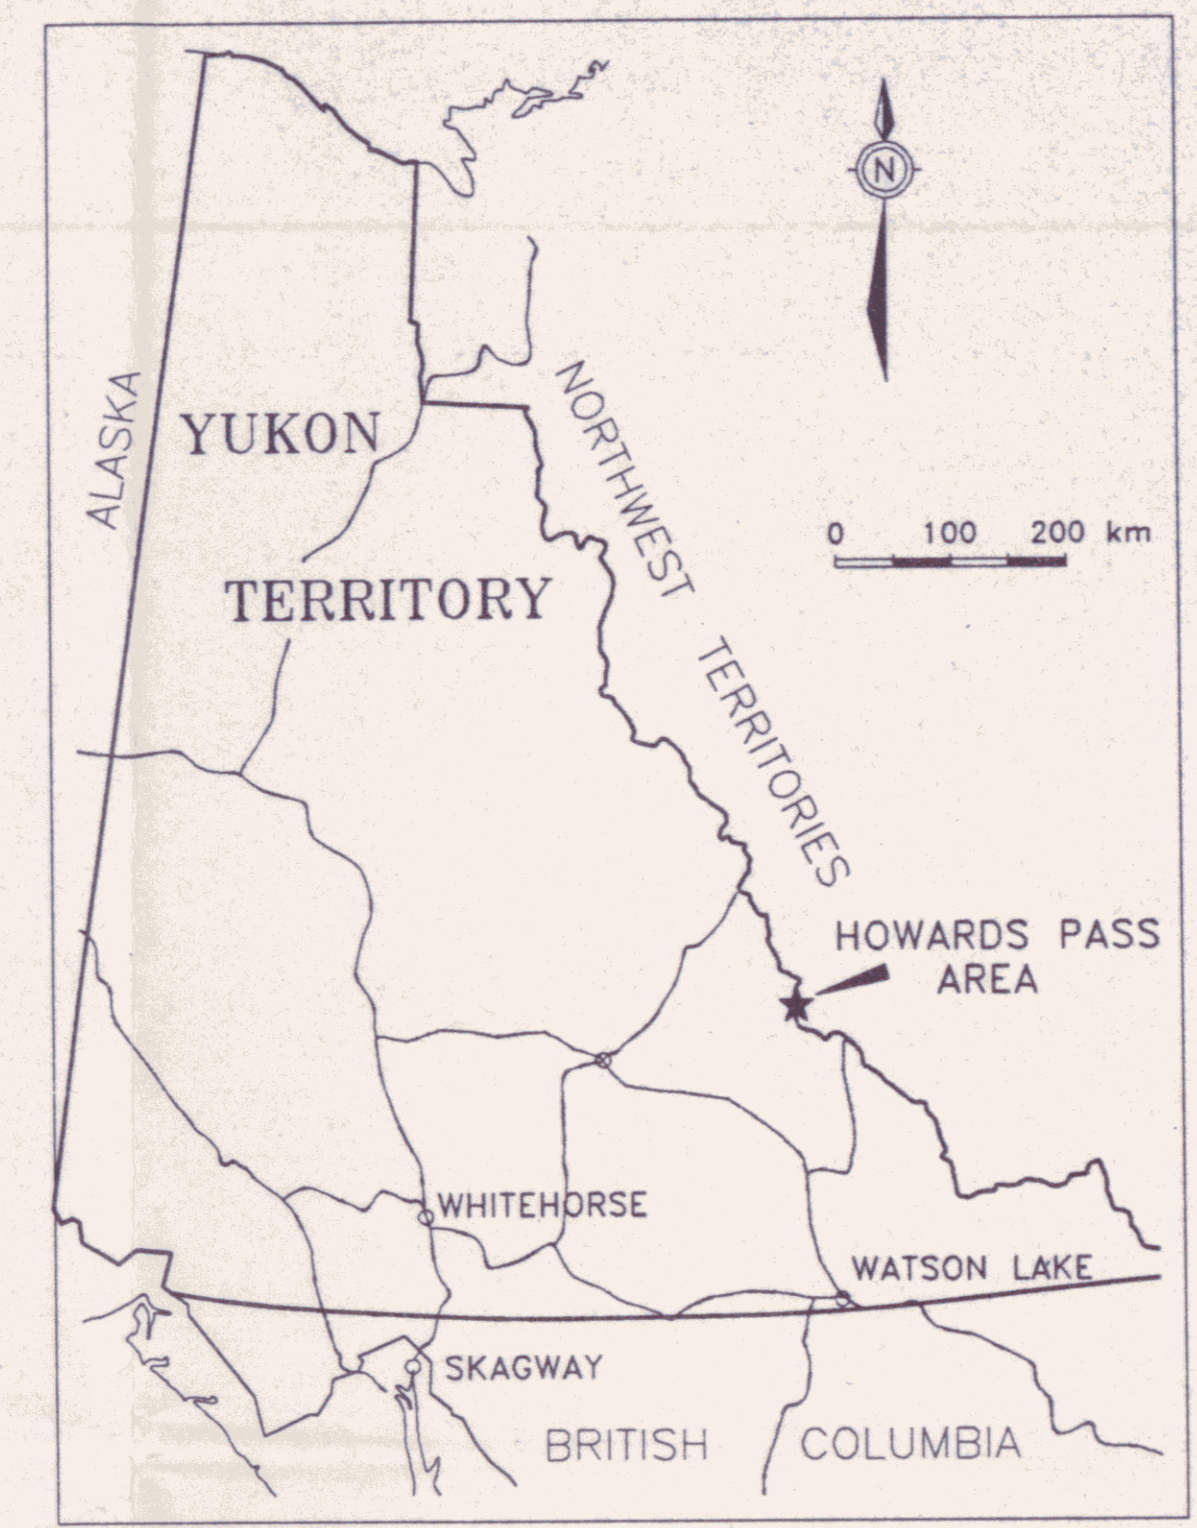 N
ALASKA
YUKON
TERRITORY
NORTHWEST TERRITORIES
0 100 200 km
HOWARDS PASS
AREA
WHITEHORSE
WATSON LAKE
SKAGWAY
BRITISH COLUMBIA